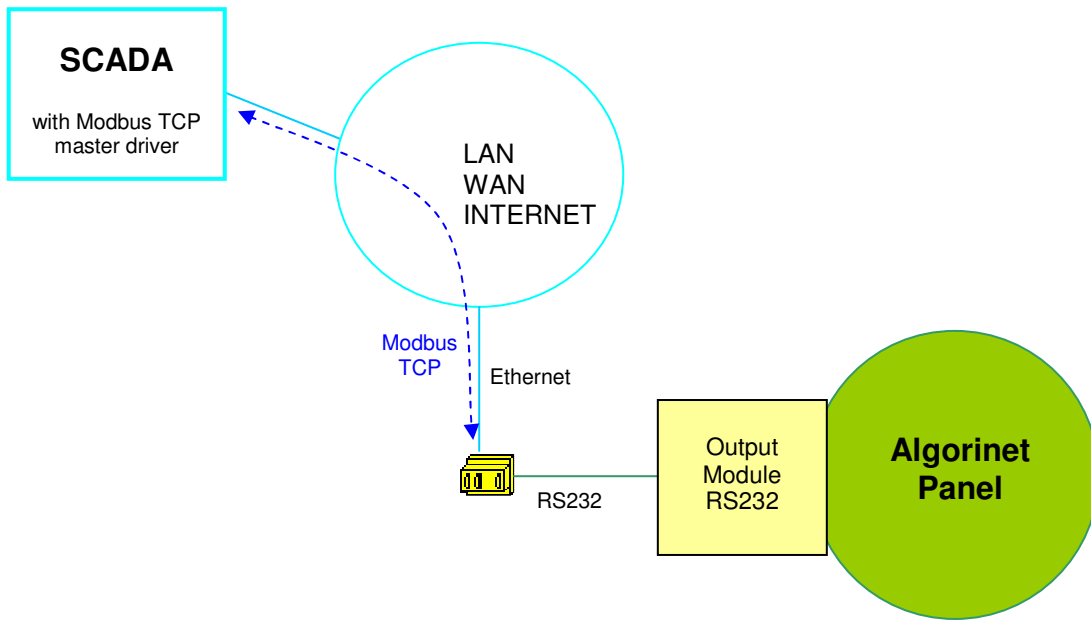 SCADA
with Modbus TCP
master driver
LAN
WAN
INTERNET
Modbus
TCP
Ethernet
RS232
Output
Module
RS232
Algorinet
Panel